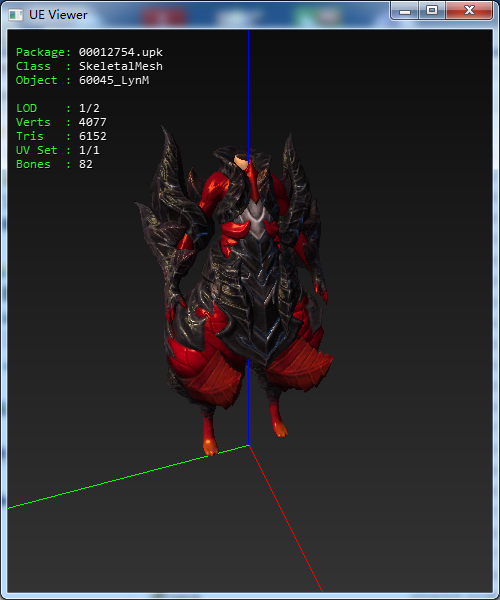 UE Viewer
Package: 00012754.upk
Class : SkeletalMesh
Object : 60045_LynM
LOD : 1/2
Verts : 4077
Tris : 6152
UV Set : 1/1
Bones : 82